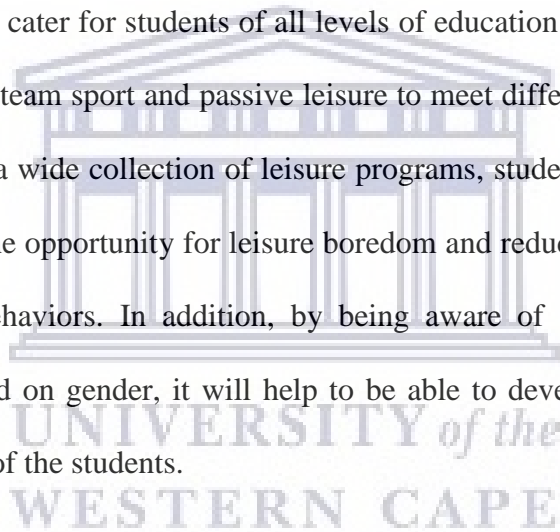 cater for students of all levels of education
team sport and passive leisure to meet diffe
a wide collection of leisure programs, stude
e opportunity for leisure boredom and reduc
haviors. In addition, by being aware of
d on gender, it will help to be able to deve
UNIVERSITY of the
of the students.
WESTERN CAPE